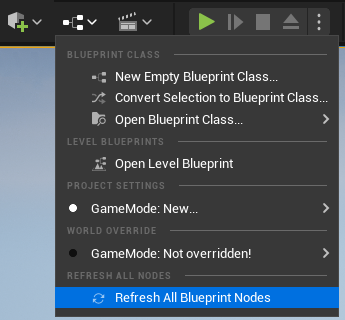 BLUEPRINT CLASS
New Empty Blueprint Class...
Convert Selection to Blueprint Class...
Open Blueprint Class...
LEVEL BLUEPRINTS
Open Level Blueprint
PROJECT SETTINGS
GameMode: New...
WORLD OVERRIDE
GameMode: Not overridden!
REFRESH ALL NODES
Refresh All Blueprint Nodes